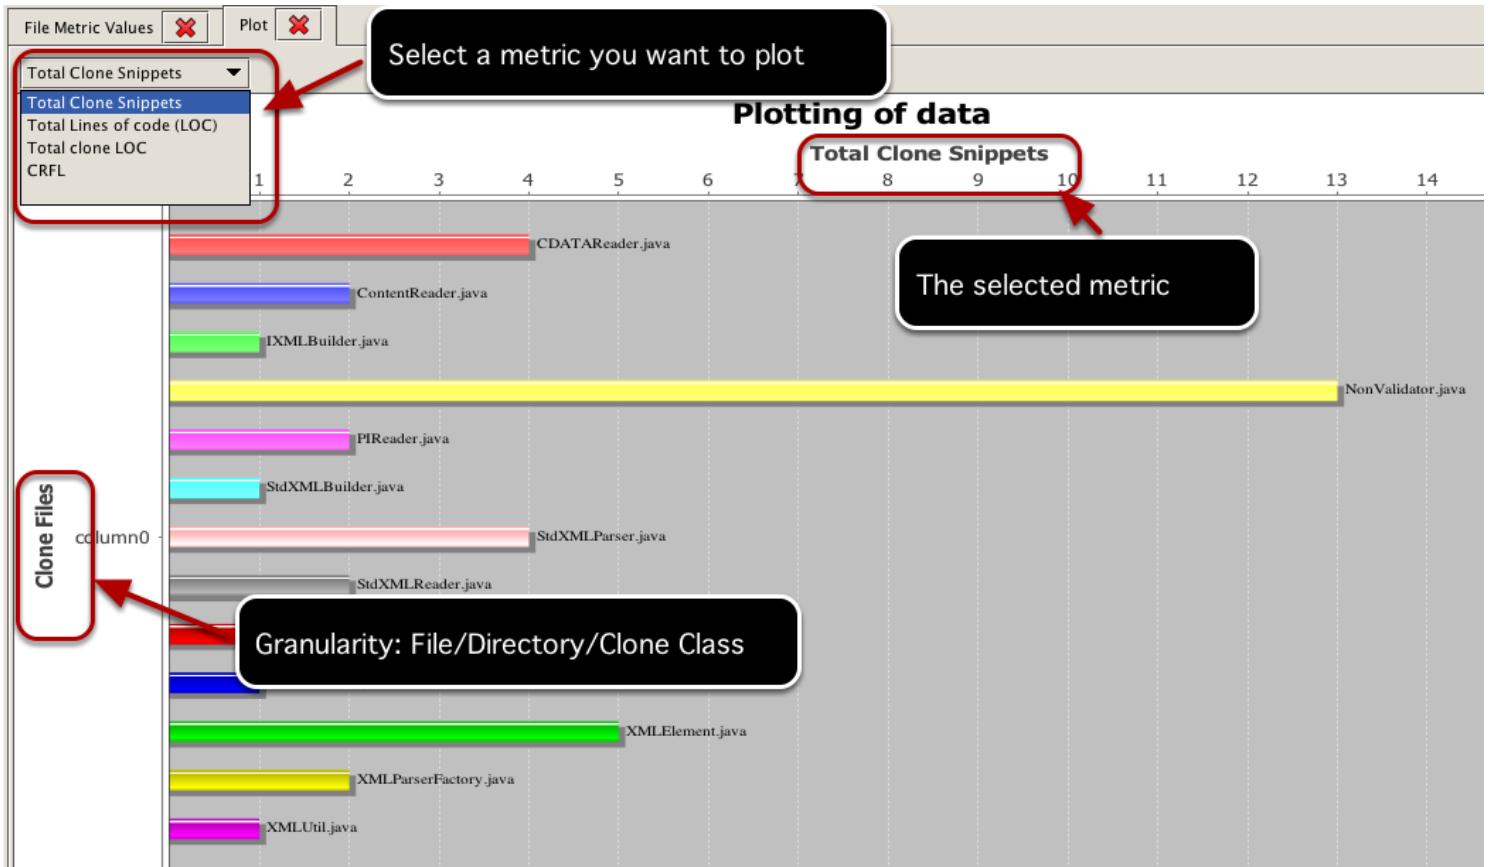 File Metric Values
Plot
Select a metric you want to plot
Total Clone Snippets
Total Clone Snippets
Total Lines of code (LOC)
Total clone LOC
CRFL
Plotting of data
Total Clone Snippets
1 2 3 4 5 6 7 8 9 10 11 12 13 14
CDATAReader.java
The selected metric
ContentReader.java
IXMLBuilder.java
NonValidator.java
PIReader.java
StdXMLBuilder.java
Clone Files
column0
StdXMLParser.java
StdXMLReader.java
Granularity: File/Directory/Clone Class
XMLElement.java
XMLParserFactory.java
XMLUtil.java